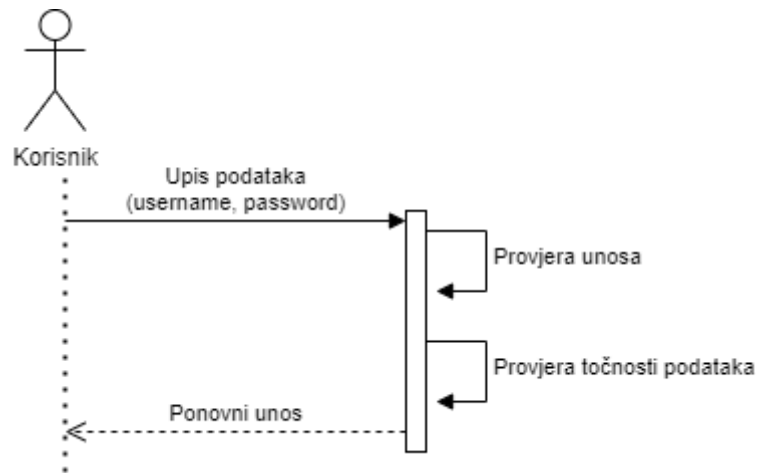 Korisnik
Upis podataka
(username, password)
Provjera unosa
Provjera točnosti podataka
Ponovni unos